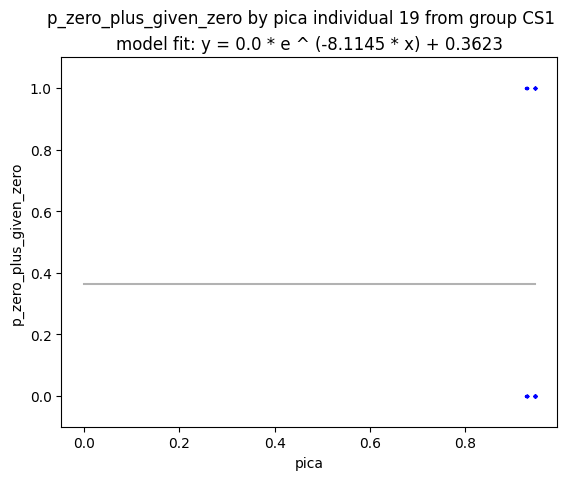 p_zero_plus_given_zero by pica individual 19 from group CS1
model fit: y = 0.0 * e ^ (-8.1145 * x) + 0.3623
p_zero_plus_given_zero
1.0
0.8
0.6
0.4
0.2
0.0
0.0 0.2 0.4 0.6 0.8
pica